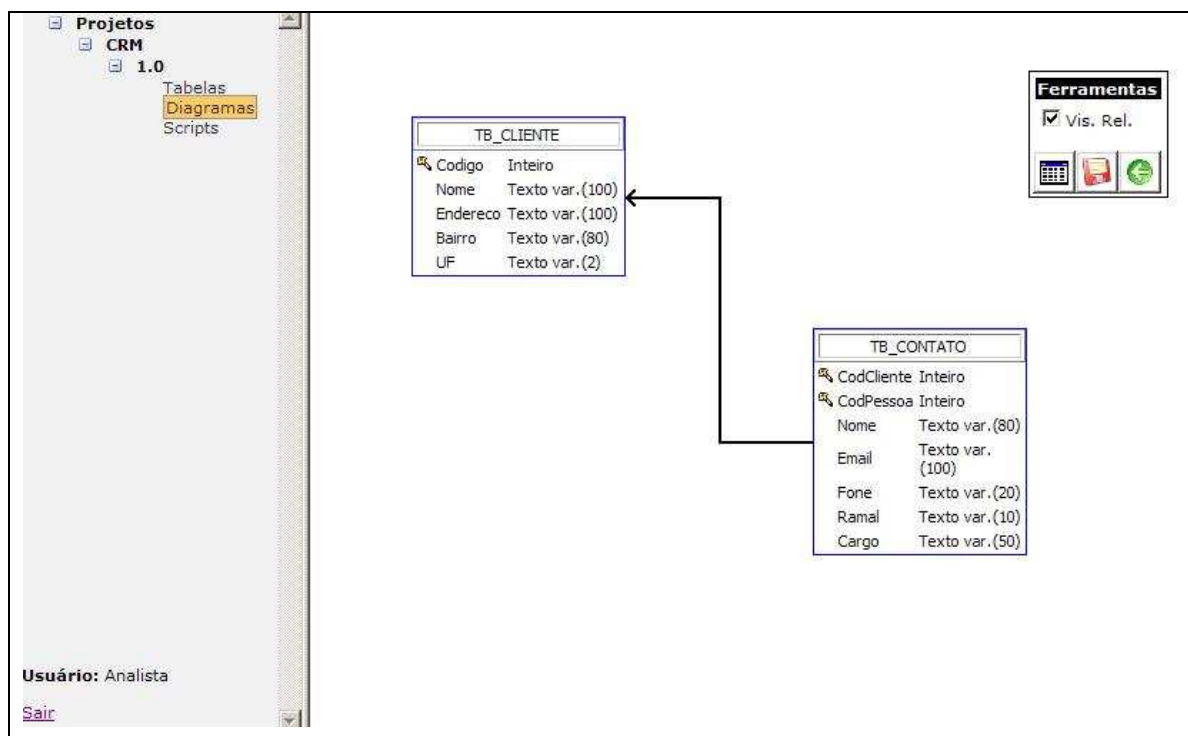 Projetos
CRM
1.0
Tabelas
Diagramas
Scripts
Usuário: Analista
Sair
TB_CLIENTE
Codigo Inteiro
Nome Texto var.(100)
Endereco Texto var.(100)
Bairro Texto var.(80)
UF Texto var.(2)
TB_CONTATO
CodCliente Inteiro
CodPessoa Inteiro
Nome Texto var.(80)
Email Texto var.
(100)
Fone Texto var.(20)
Ramal Texto var.(10)
Cargo Texto var.(50)
Ferramentas
Vis. Rel.